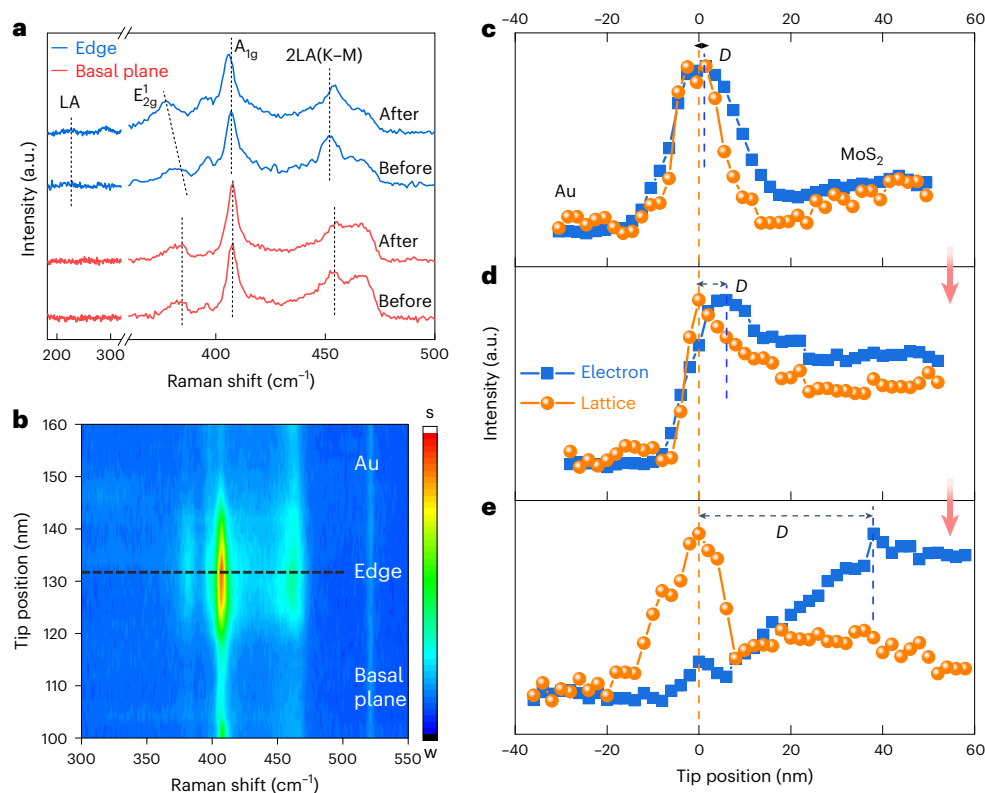 a
Edge
Basal plane
LA
E¹₂g
A₁g
2LA(K–M)
After
Before
After
Before
Intensity (a.u.)
200 300 400 450 500
Raman shift (cm⁻¹)
b
160
150
140
130
120
110
100
Tip position (nm)
Au
Edge
Basal
plane
s
w
300 350 400 450 500 550
Raman shift (cm⁻¹)
−40 −20 0 20 40 60
c
D
Au
MoS₂
d
D
Electron
Lattice
Intensity (a.u.)
e
D
−40 −20 0 20 40 60
Tip position (nm)